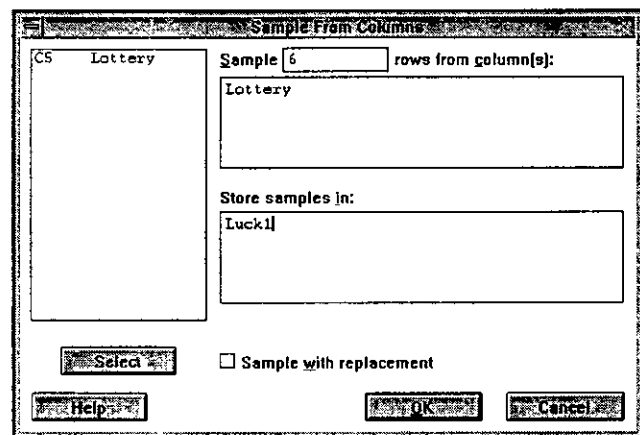 Sample From Columns
C5 Lottery
Sample 6 rows from column(s):
Lottery
Store samples in:
Luck1
Select
Sample with replacement
Help
OK
Cancel